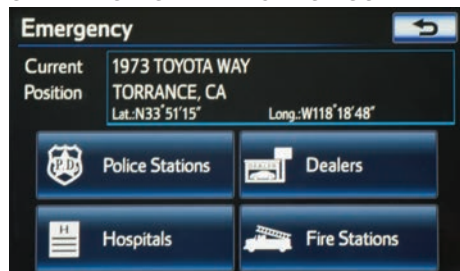 Emergency
Current Position
1973 TOYOTA WAY
TORRANCE, CA
Lat.:N33°51'15" Long.:W118°18'48"
P.D.
Police Stations
DEALER
Dealers
H
Hospitals
Fire Stations